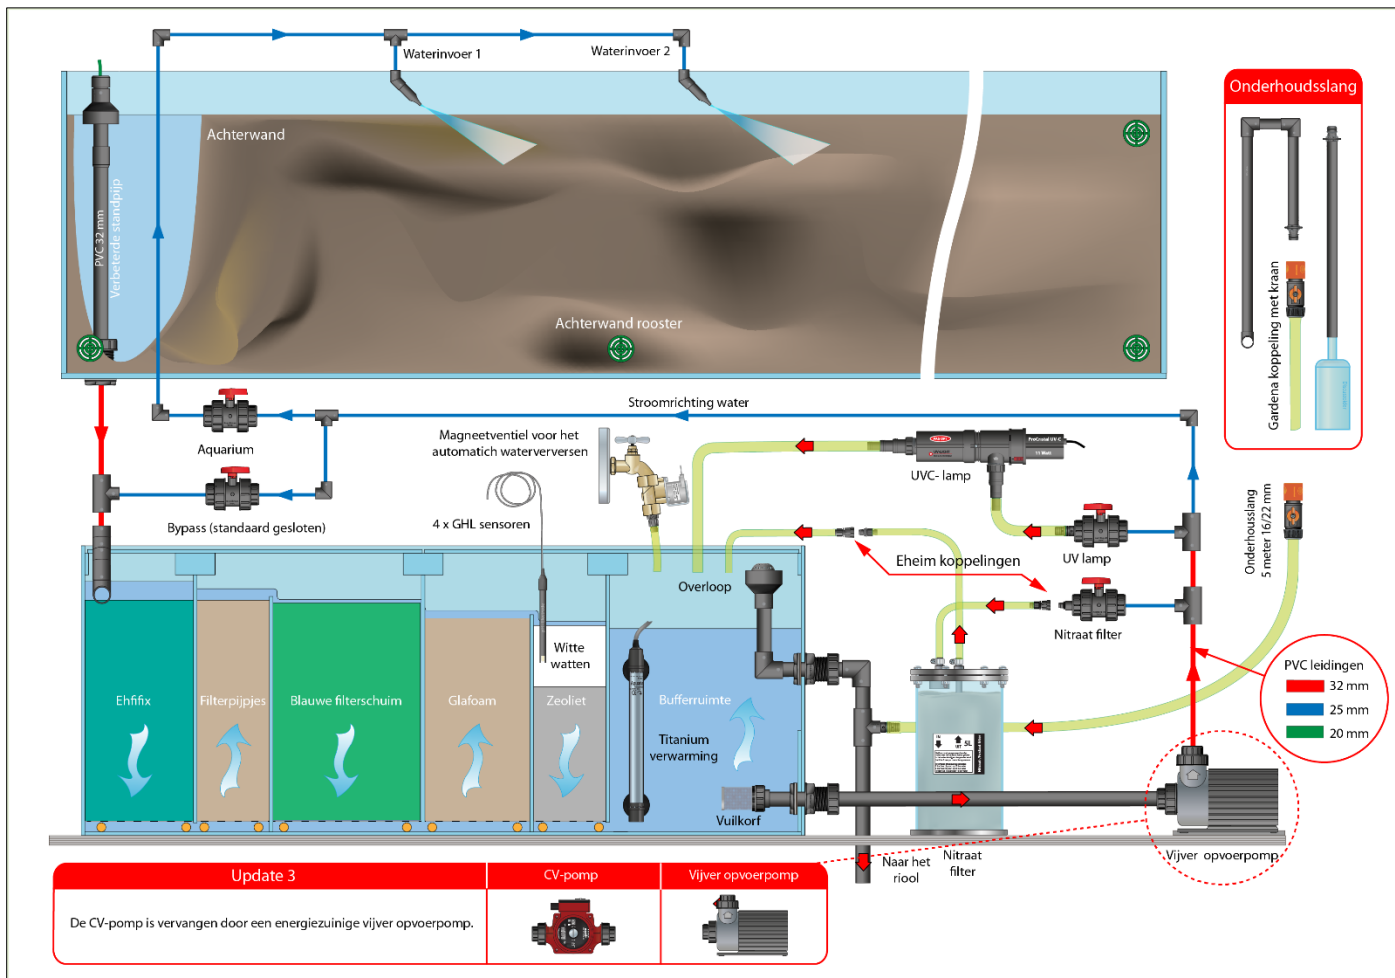 Waterinvoer 1
Waterinvoer 2
Onderhoudsslang
Achterwand
PVC 32 mm
Verbeterde standpijp
Gardena koppeling met kraan
Achterwand rooster
Stroomrichting water
Aquarium
Magneetventiel voor het
automatich waterverversen
UVC- lamp
Bypass (standaard gesloten)
4 x GHL sensoren
Onderhousslang
5 meter 16/22 mm
UV lamp
Overloop
Eheim koppelingen
Nitraat filter
Witte
watten
PVC leidingen
32 mm
25 mm
20 mm
Ehfifix
Filterpijpjes
Blauwe filterschuim
Glafoam
Zeoliet
Bufferruimte
Titanium
verwarming
5L
Vuilkorf
Naar het
riool
Nitraat
filter
Vijver opvoerpomp
Update 3
CV-pomp
Vijver opvoerpomp
De CV-pomp is vervangen door een energiezuinige vijver opvoerpomp.